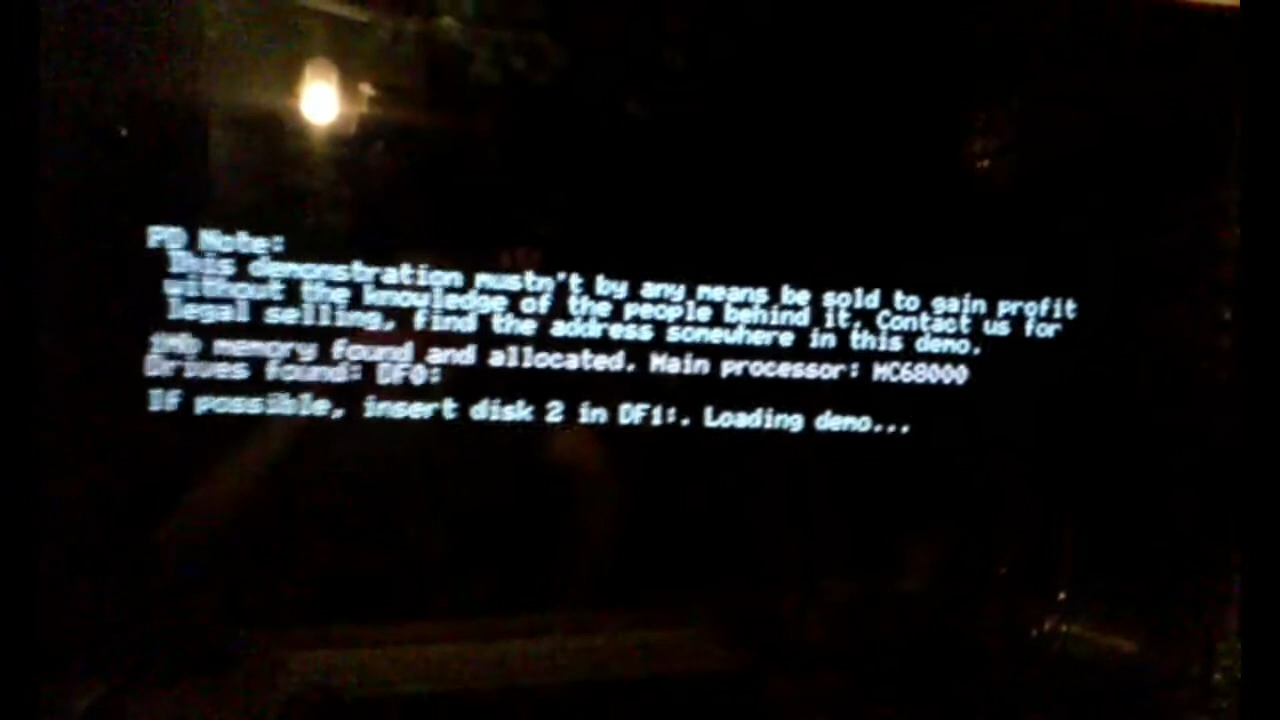 PD Note:
This demonstration mustn't by any means be sold to gain profit
without the knowledge of the people behind it. Contact us for
legal selling, find the address somewhere in this demo.
1Mb memory found and allocated. Main processor: MC68000
Drives found: DF0:
If possible, insert disk 2 in DF1:. Loading demo...